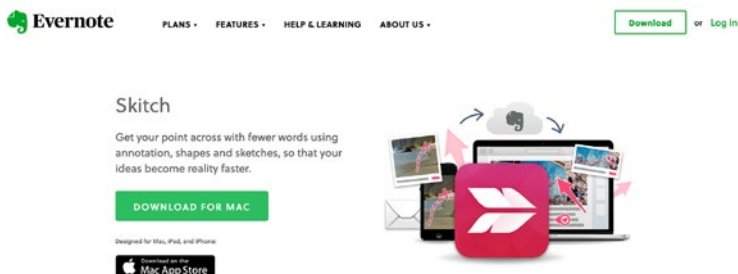 Evernote
PLANS
FEATURES
HELP & LEARNING
ABOUT US
Download or Log in
Skitch
Get your point across with fewer words using
annotation, shapes and sketches, so that your
ideas become reality faster.
DOWNLOAD FOR MAC
Designed for Mac, iPad, and iPhone:
Download on the
Mac App Store